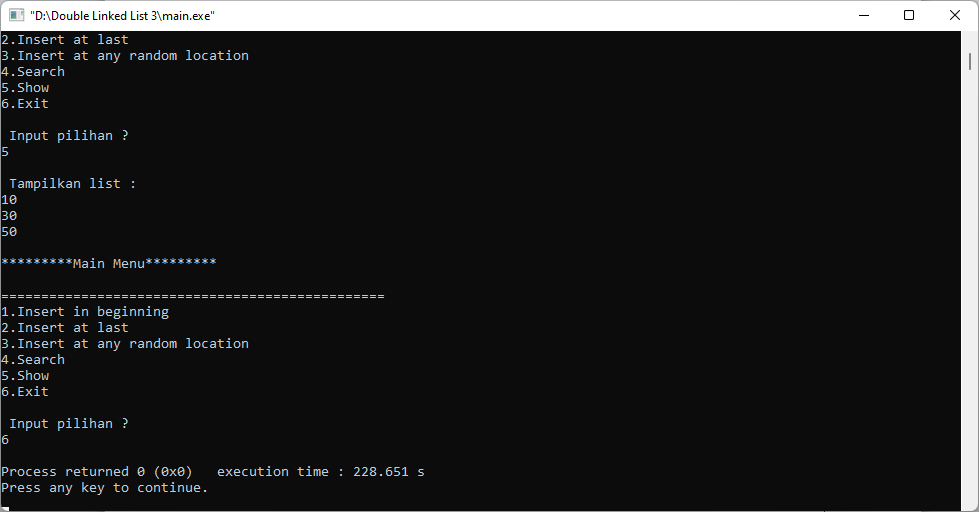 "D:\Double Linked List 3\main.exe"
2.Insert at last
3.Insert at any random location
4.Search
5.Show
6.Exit
Input pilihan ?
5
Tampilkan list :
10
30
50
*********Main Menu*********
================================================
1.Insert in beginning
2.Insert at last
3.Insert at any random location
4.Search
5.Show
6.Exit
Input pilihan ?
6
Process returned 0 (0x0)   execution time : 228.651 s
Press any key to continue.